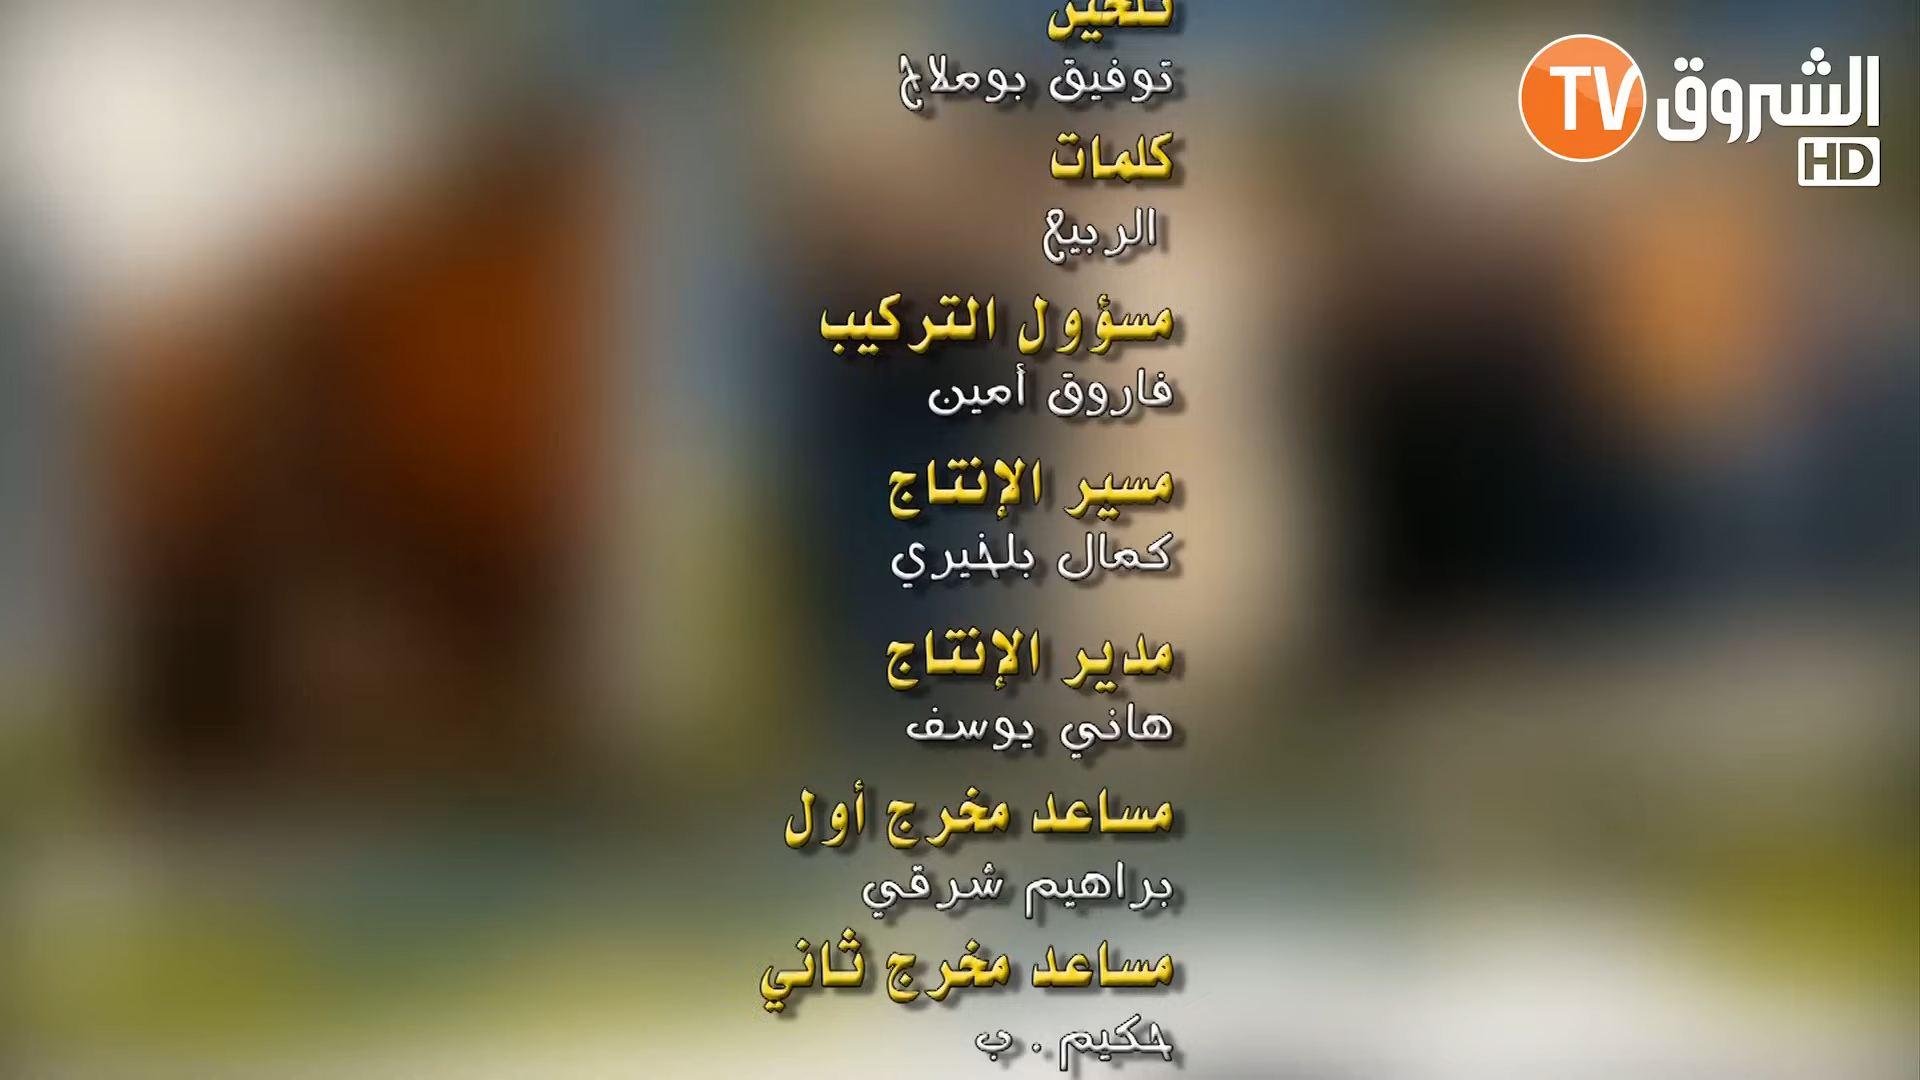 تلحين
توفيق بوملاح
كلمات
الربيع
مسؤول التركيب
فاروق أمين
مسير الإنتاج
كمال بلخيري
مدير الإنتاج
هاني يوسف
مساعد مخرج أول
براهيم شرقي
مساعد مخرج ثاني
حكيم . ب
الشروق TV
HD